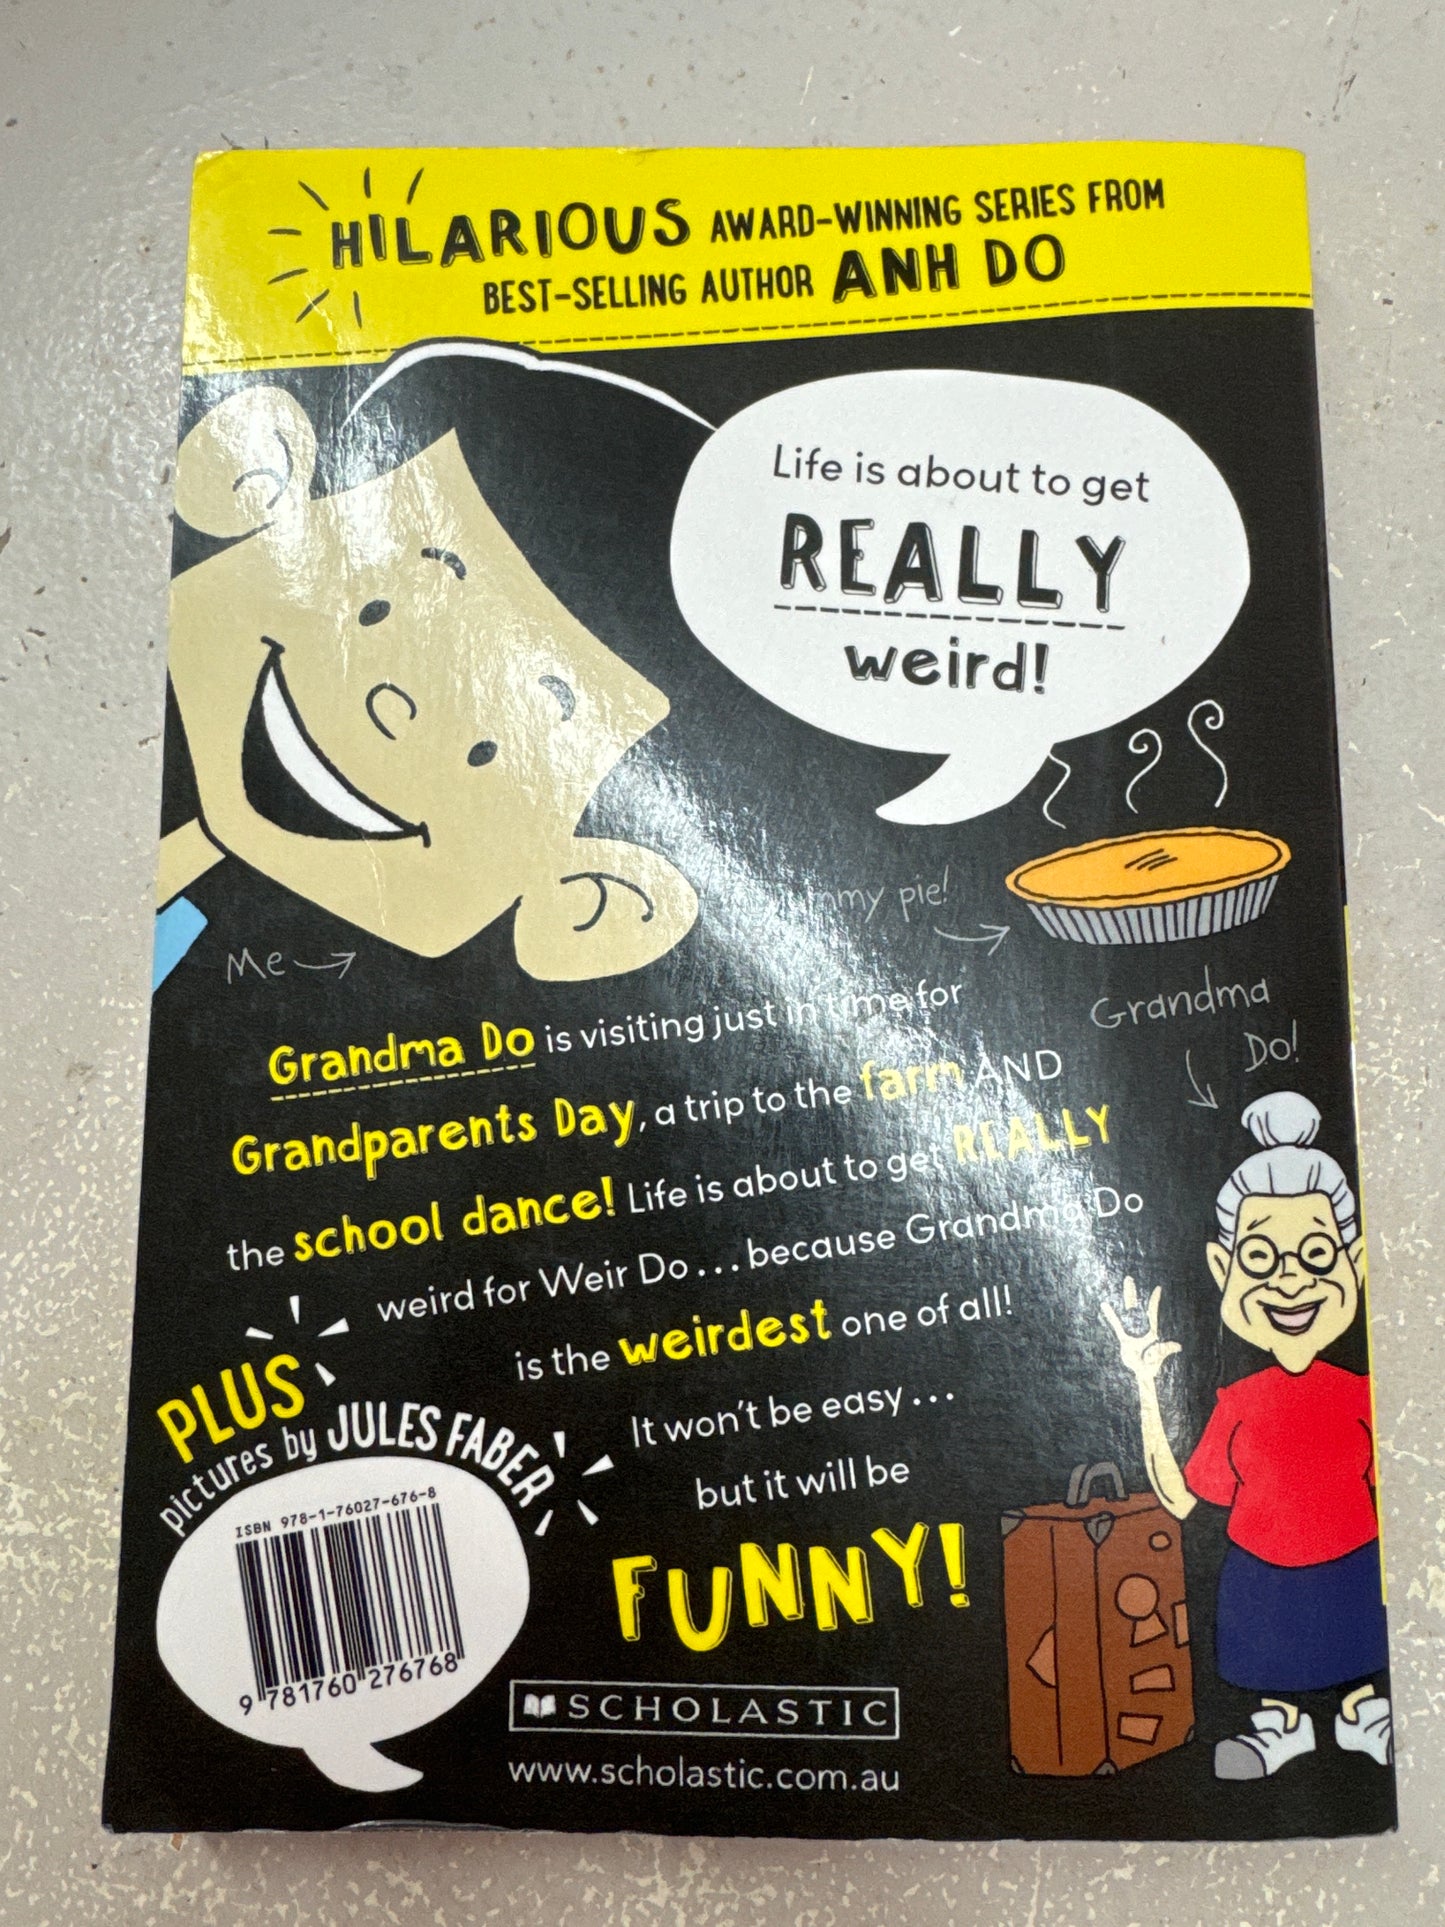 HILARIOUS AWARD-WINNING SERIES FROM
BEST-SELLING AUTHOR ANH DO
Life is about to get
REALLY
weird!
pie!
Me
Grandma
Do!
Grandma Do is visiting just in time for
Grandparents Day, a trip to the farm AND
the school dance! Life is about to get REALLY
weird for Weir Do... because Grandma Do
is the weirdest one of all!
It won't be easy...
but it will be
FUNNY!
PLUS
pictures by JULES FABER
ISBN 978-1-76027-676-8
9 781760 276768
SCHOLASTIC
www.scholastic.com.au